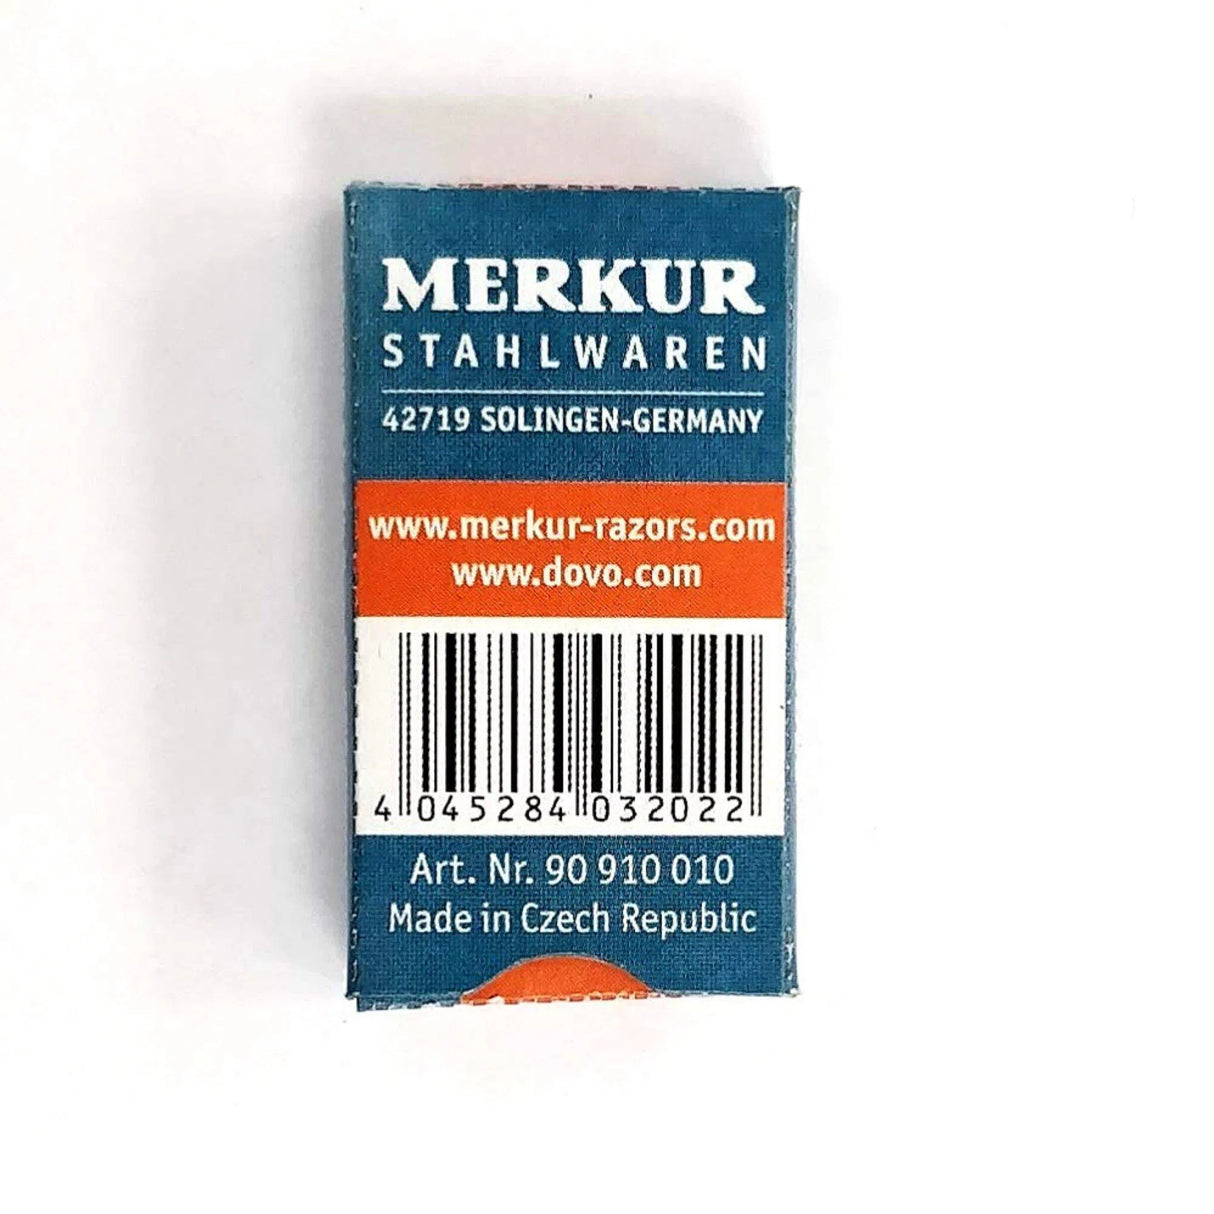 MERKUR
STAHLWAREN
42719 SOLINGEN-GERMANY
www.merkur-razors.com
www.dovo.com
4 045284 032022
Art. Nr. 90 910 010
Made in Czech Republic